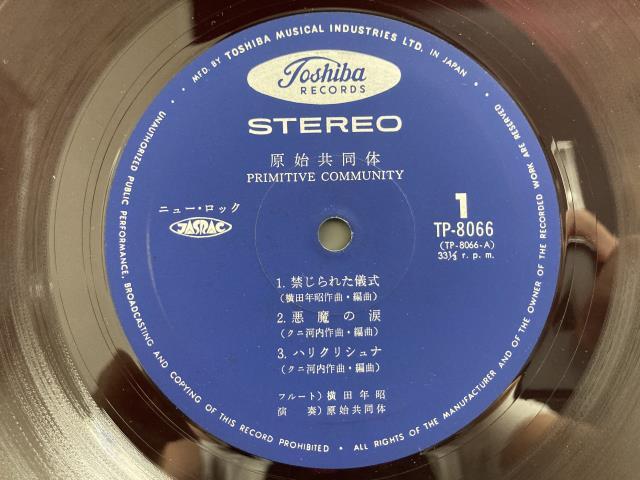 MFD BY TOSHIBA MUSICAL INDUSTRIES LTD. IN JAPAN
Toshiba
RECORDS
STEREO
原始共同体
PRIMITIVE COMMUNITY
ニュー・ロック
JASRAC
1
TP-8066
(TP-8066-A)
33⅓ r. p. m.
1. 禁じられた儀式
(横田年昭作曲・編曲)
2. 悪魔の涙
(クニ河内作曲・編曲)
3. ハリクリシュナ
(クニ河内作曲・編曲)
フルート) 横田年昭
演奏) 原始共同体
UNAUTHORIZED PUBLIC PERFORMANCE, BROADCASTING AND COPYING OF THIS RECORD PROHIBITED • ALL RIGHTS OF THE MANUFACTURER AND OF THE OWNER OF THE RECORDED WORK ARE RESERVED